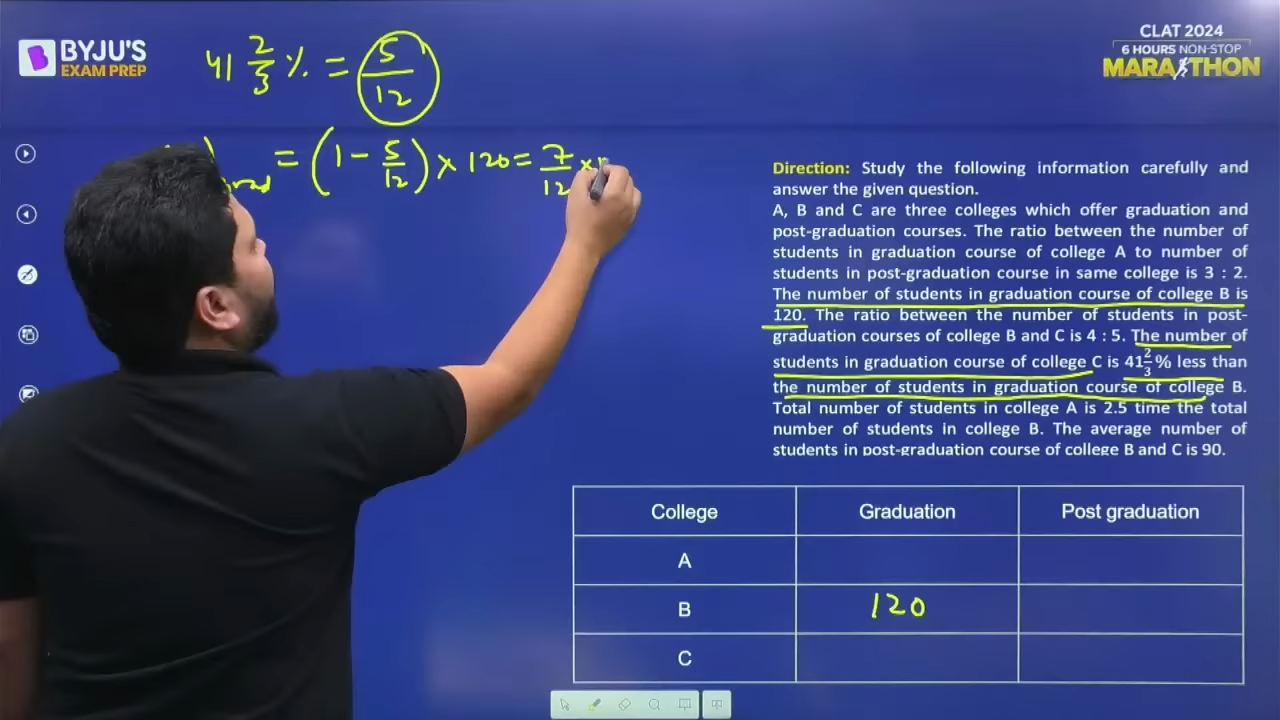 BYJU'S
EXAM PREP
CLAT 2024
6 HOURS NON-STOP
MARATHON
41 2/3 % = 5/12
= (1 - 5/12) × 120 = 7/12 ×
Direction: Study the following information carefully and
answer the given question.
A, B and C are three colleges which offer graduation and
post-graduation courses. The ratio between the number of
students in graduation course of college A to number of
students in post-graduation course in same college is 3 : 2.
The number of students in graduation course of college B is
120. The ratio between the number of students in post-
graduation courses of college B and C is 4 : 5. The number of
students in graduation course of college C is 41 2/3 % less than
the number of students in graduation course of college B.
Total number of students in college A is 2.5 time the total
number of students in college B. The average number of
students in post-graduation course of college B and C is 90.
College Graduation Post graduation
A
B 120
C